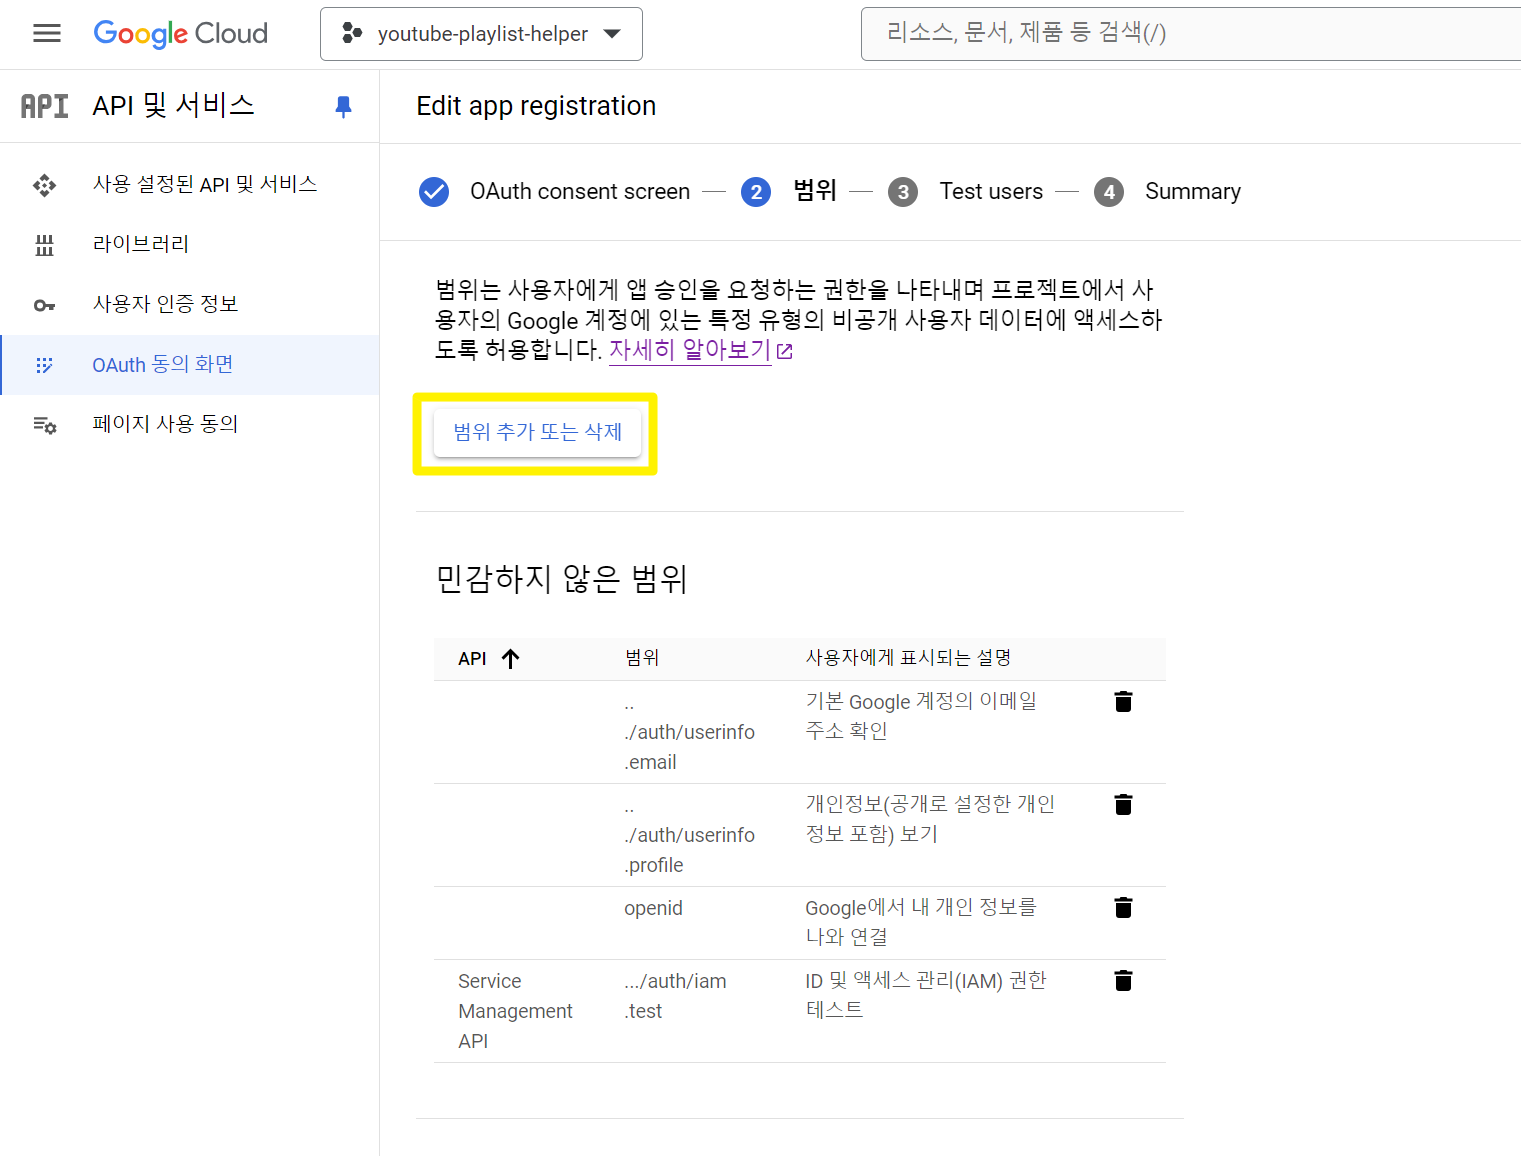 Google Cloud
youtube-playlist-helper
리소스, 문서, 제품 등 검색(/)
API
API 및 서비스
Edit app registration
사용 설정된 API 및 서비스
라이브러리
사용자 인증 정보
OAuth 동의 화면
페이지 사용 동의
OAuth consent screen
2 범위
3 Test users
4 Summary
범위는 사용자에게 앱 승인을 요청하는 권한을 나타내며 프로젝트에서 사
용자의 Google 계정에 있는 특정 유형의 비공개 사용자 데이터에 액세스하
도록 허용합니다. 자세히 알아보기
범위 추가 또는 삭제
민감하지 않은 범위
API 범위 사용자에게 표시되는 설명
..
./auth/userinfo
.email
기본 Google 계정의 이메일
주소 확인
..
./auth/userinfo
.profile
개인정보(공개로 설정한 개인
정보 포함) 보기
openid
Google에서 내 개인 정보를
나와 연결
Service
Management
API
.../auth/iam
.test
ID 및 액세스 관리(IAM) 권한
테스트